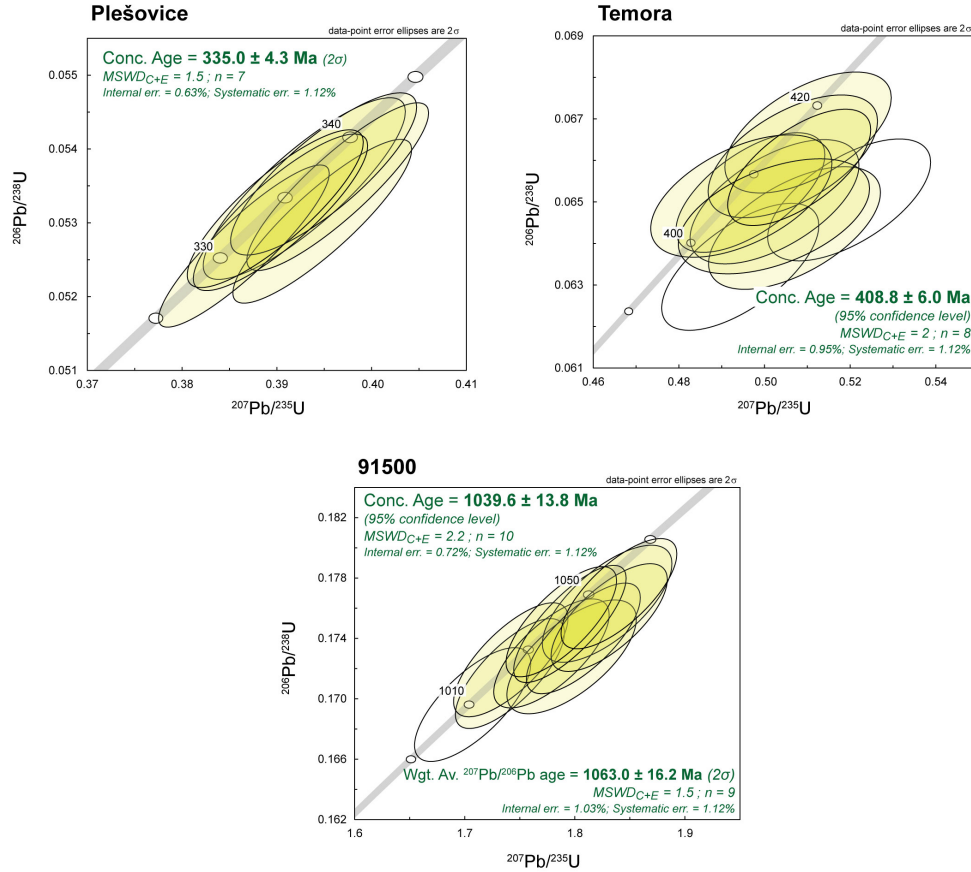 Plešovice
data-point error ellipses are 2σ
Conc. Age = 335.0 ± 4.3 Ma (2σ)
MSWD_C+E = 1.5 ; n = 7
Internal err. = 0.63%; Systematic err. = 1.12%
0.055
0.054
0.053
0.052
0.051
²⁰⁶Pb/²³⁸U
340
330
0.37
0.38
0.39
0.40
0.41
²⁰⁷Pb/²³⁵U
Temora
data-point error ellipses are 2σ
0.069
0.067
0.065
0.063
0.061
²⁰⁶Pb/²³⁸U
420
400
Conc. Age = 408.8 ± 6.0 Ma
(95% confidence level)
MSWD_C+E = 2 ; n = 8
Internal err. = 0.95%; Systematic err. = 1.12%
0.46
0.48
0.50
0.52
0.54
²⁰⁷Pb/²³⁵U
91500
data-point error ellipses are 2σ
Conc. Age = 1039.6 ± 13.8 Ma
(95% confidence level)
MSWD_C+E = 2.2 ; n = 10
Internal err. = 0.72%; Systematic err. = 1.12%
0.182
0.178
0.174
0.170
0.166
0.162
²⁰⁶Pb/²³⁸U
1050
1010
Wgt. Av. ²⁰⁷Pb/²⁰⁶Pb age = 1063.0 ± 16.2 Ma (2σ)
MSWD_C+E = 1.5 ; n = 9
Internal err. = 1.03%; Systematic err. = 1.12%
1.6
1.7
1.8
1.9
²⁰⁷Pb/²³⁵U